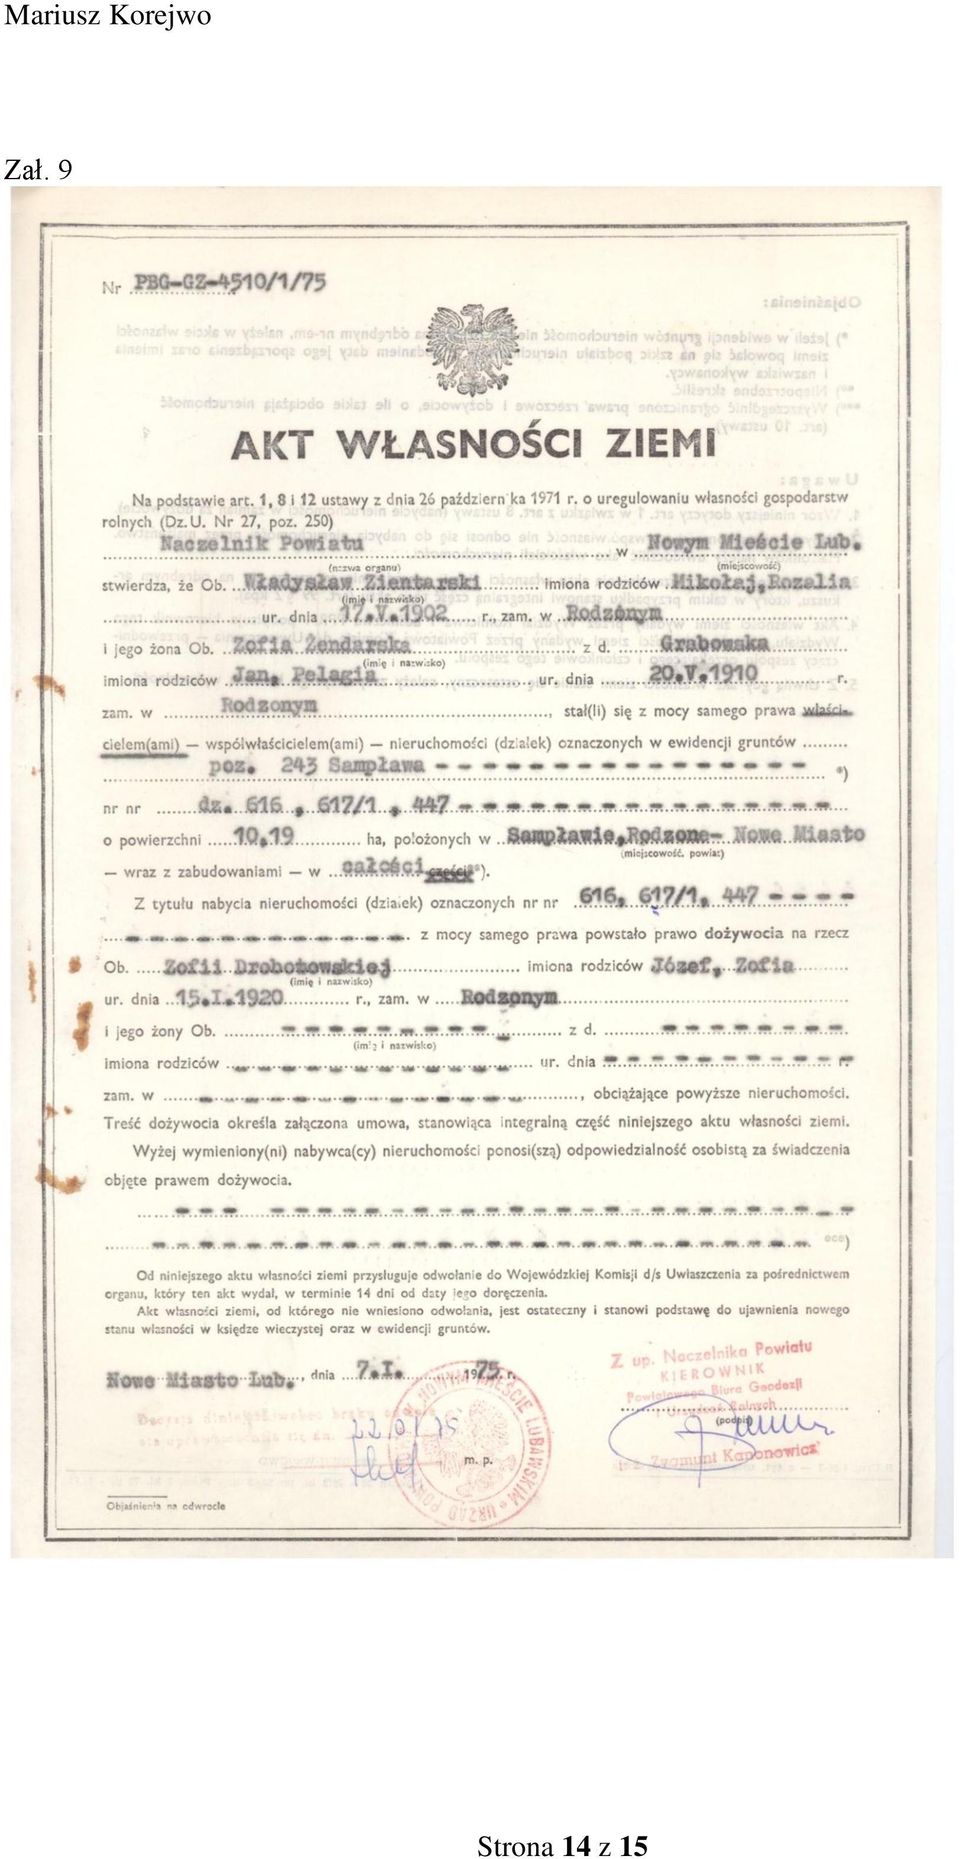 Mariusz Korejwo
Zał. 9
Nr PBG-GZ-4510/1/75
AKT WŁASNOŚCI ZIEMI
Na podstawie art. 1, 8 i 12 ustawy z dnia 26 października 1971 r. o uregulowaniu własności gospodarstw
rolnych (Dz. U. Nr 27, poz. 250)
Naczelnik Powiatu w Nowym Mieście Lub.
(nazwa organu) (miejscowość)
stwierdza, że Ob. Władysław Zientarski imiona rodziców Mikołaj, Rozalia
(imię i nazwisko)
ur. dnia 17.V.1902 r., zam. w Rodzonym
i jego żona Ob. Zofia Żendarska z d. Grabowska
(imię i nazwisko)
imiona rodziców Jan, Pelagia ur. dnia 20.V.1910 r.
zam. w Rodzonym, stał(li) się z mocy samego prawa właści-
cielem(ami) — współwłaścicielem(ami) — nieruchomości (działek) oznaczonych w ewidencji gruntów
poz. 243 Sampława - - - - - - - - - - - - - - - *)
nr nr dz. 616, 617/1, 447 - - - - - - - - - - - - - - -
o powierzchni 10,19 ha, położonych w Sampławie, Rodzone- Nowe Miasto
(miejscowość, powiat)
— wraz z zabudowaniami — w całości części**).
Z tytułu nabycia nieruchomości (działek) oznaczonych nr nr 616, 617/1, 447 - - - -
- - - - - - - - - - - - z mocy samego prawa powstało prawo dożywocia na rzecz
Ob. Zofii Drobotowskiej imiona rodziców Józef, Zofia
(imię i nazwisko)
ur. dnia 15.I.1920 r., zam. w Rodzonym
i jego żony Ob. - - - - - - - - - z d. - - - - - - - -
(imię i nazwisko)
imiona rodziców - - - - - - - - - - - - ur. dnia - - - - - - - - - - r.
zam. w - - - - - - - - - - - - -, obciążające powyższe nieruchomości.
Treść dożywocia określa załączona umowa, stanowiąca integralną część niniejszego aktu własności ziemi.
Wyżej wymieniony(ni) nabywca(cy) nieruchomości ponosi(szą) odpowiedzialność osobistą za świadczenia
objęte prawem dożywocia.
- - - - - - - - - - - - - - - - - - - - - - - - - - - -
- - - - - - - - - - - - - - - - - - - - - - - - - - - - ***)
Od niniejszego aktu własności ziemi przysługuje odwołanie do Wojewódzkiej Komisji d/s Uwłaszczenia za pośrednictwem
organu, który ten akt wydał, w terminie 14 dni od daty jego doręczenia.
Akt własności ziemi, od którego nie wniesiono odwołania, jest ostateczny i stanowi podstawę do ujawnienia nowego
stanu własności w księdze wieczystej oraz w ewidencji gruntów.
Nowe Miasto Lub., dnia 7.I. 1975 r.
Z up. Naczelnika Powiatu
KIEROWNIK
Powiatowego Biura Geodezji
i Urządzeń Rolnych
(podpis)
Zygmunt Kaponowicz
m. p.
Objaśnienia na odwrocie
Strona 14 z 15